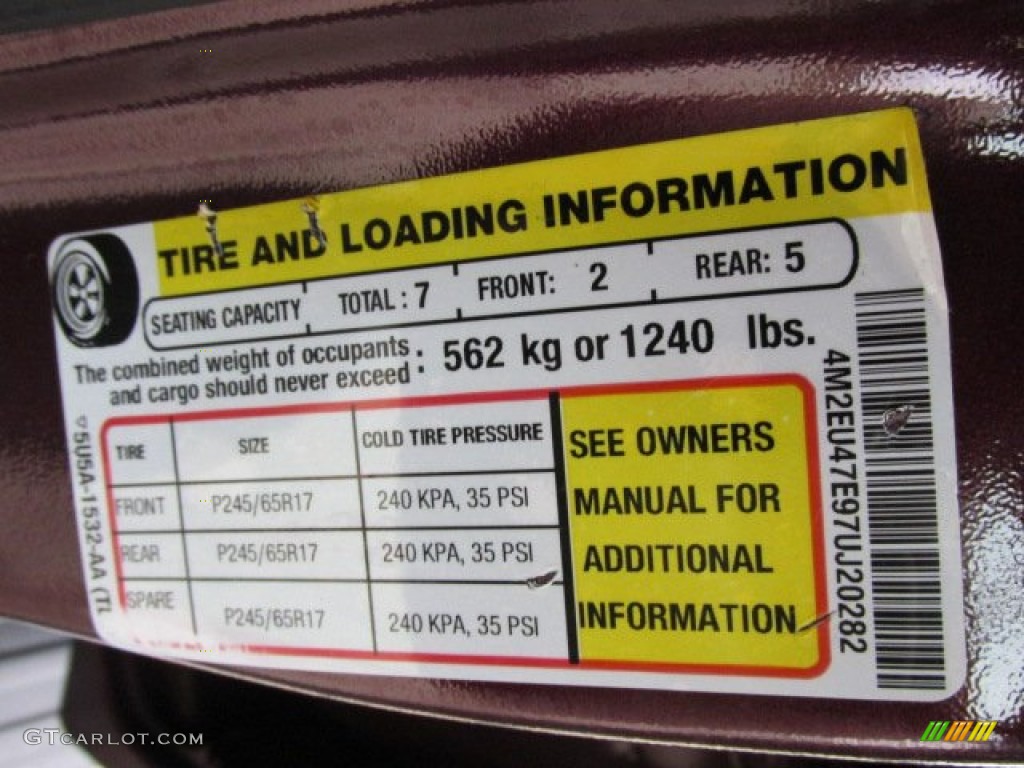 TIRE AND LOADING INFORMATION
SEATING CAPACITY TOTAL : 7 FRONT: 2 REAR: 5
The combined weight of occupants
and cargo should never exceed : 562 kg or 1240 lbs.
TIRE SIZE COLD TIRE PRESSURE
FRONT P245/65R17 240 KPA, 35 PSI
REAR P245/65R17 240 KPA, 35 PSI
SPARE P245/65R17 240 KPA, 35 PSI
SEE OWNERS
MANUAL FOR
ADDITIONAL
INFORMATION
5U5A-1532-AA (TL
4M2EU47E97UJ20282
GTCARLOT.COM